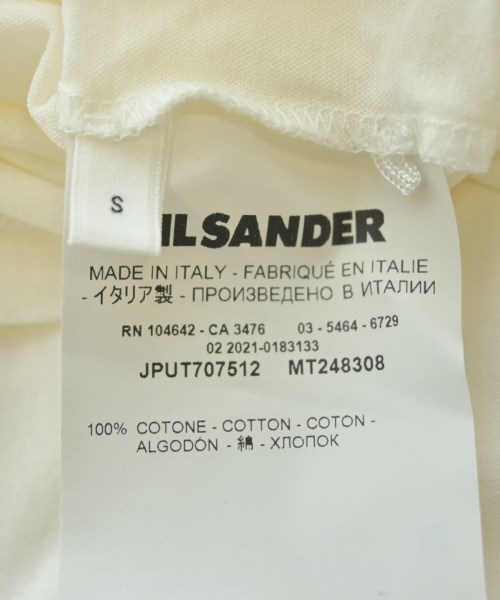 S
IL SANDER
MADE IN ITALY - FABRIQUÉ EN ITALIE
- イタリア製 - ПРОИЗВЕДЕНО В ИТАЛИИ
RN 104642 - CA 3476 03 - 5464 - 6729
02 2021-0183133
JPUT707512 MT248308
100% COTONE - COTTON - COTON -
ALGODÓN - 綿 - ХЛОПОК